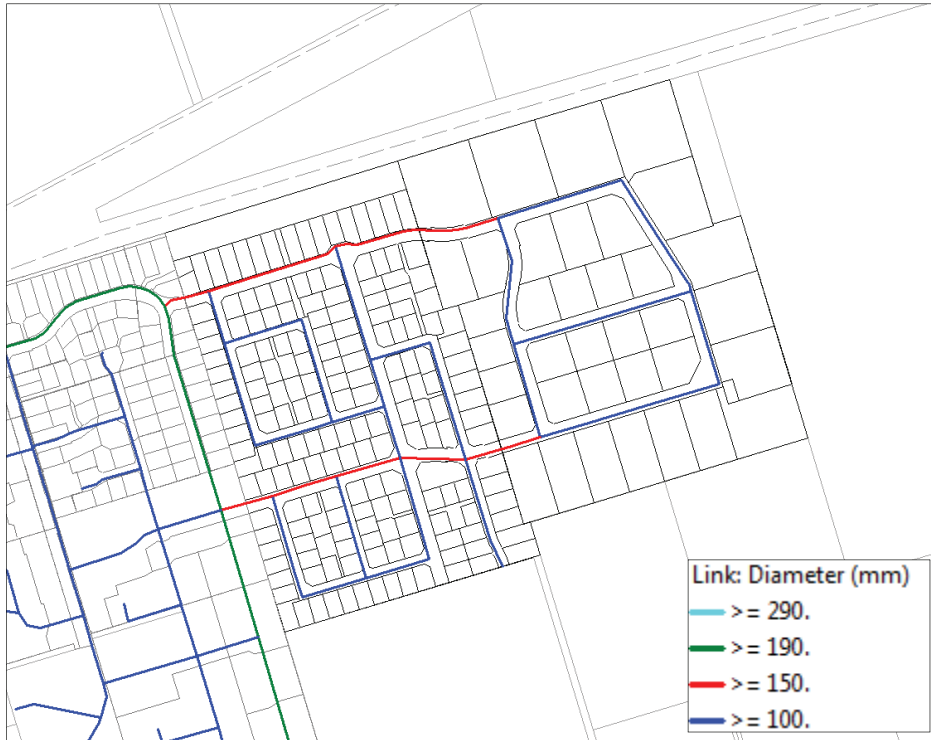 Link: Diameter (mm)
>= 290.
>= 190.
>= 150.
>= 100.